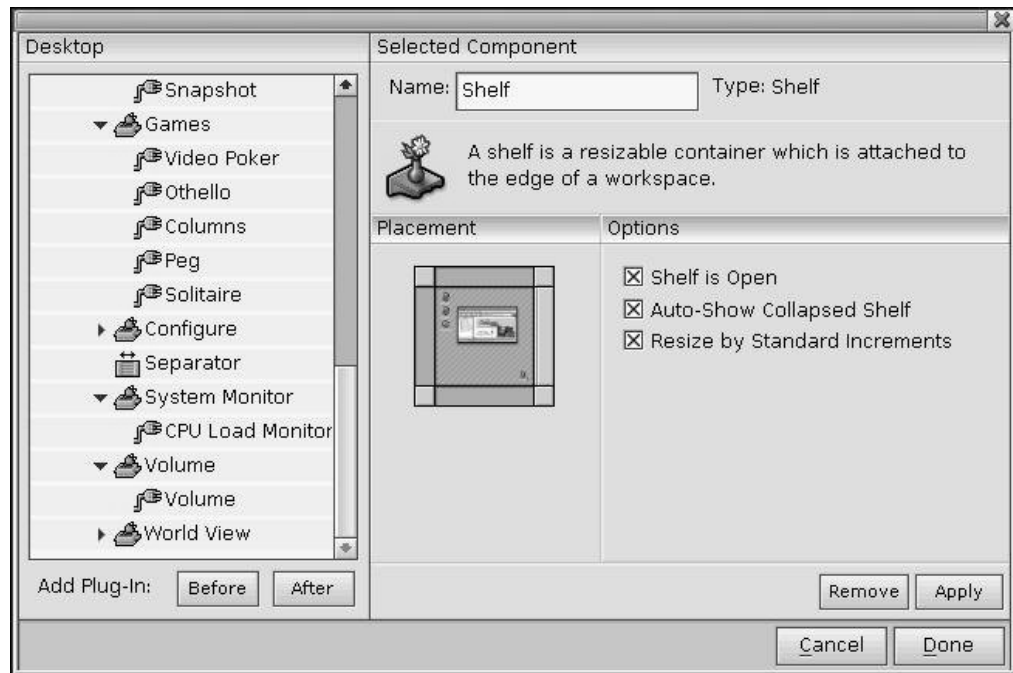 Desktop
Snapshot
Games
Video Poker
Othello
Columns
Peg
Solitaire
Configure
Separator
System Monitor
CPU Load Monitor
Volume
Volume
World View
Add Plug-In: Before After
Selected Component
Name: Shelf Type: Shelf
A shelf is a resizable container which is attached to
the edge of a workspace.
Placement
Options
Shelf is Open
Auto-Show Collapsed Shelf
Resize by Standard Increments
Remove Apply
Cancel Done